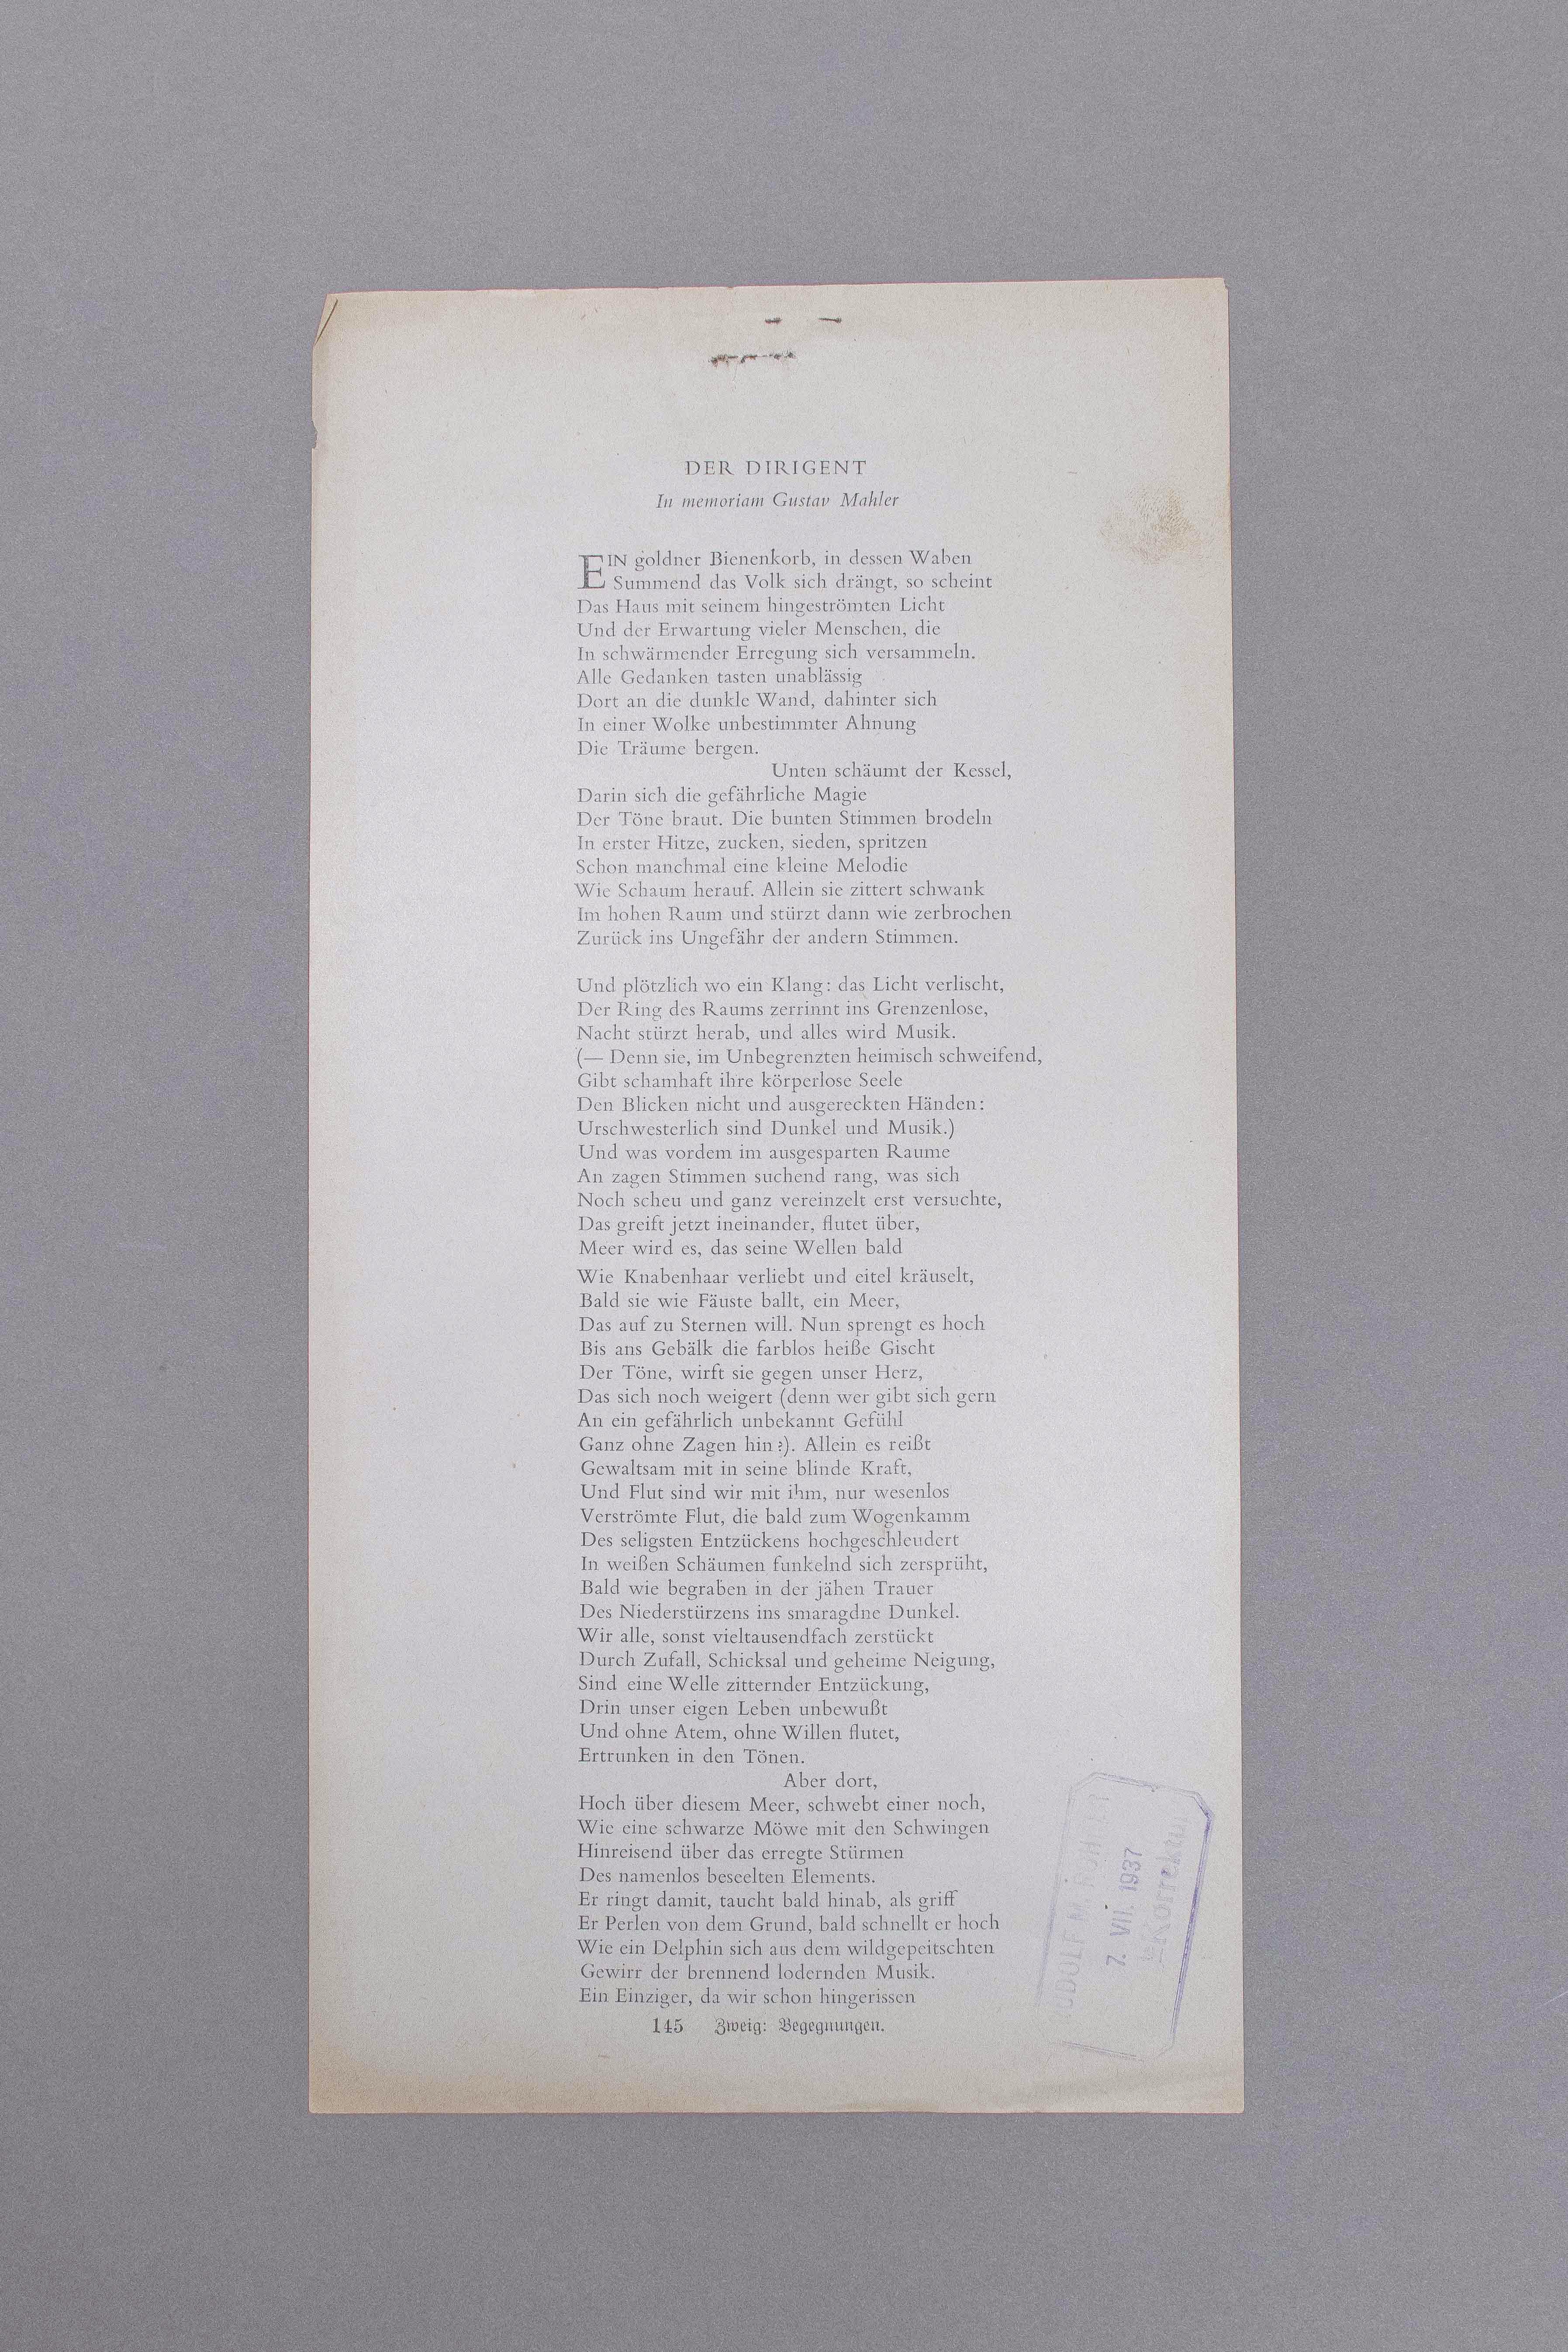 DER DIRIGENT
In memoriam Gustav Mahler
EIN goldner Bienenkorb, in dessen Waben
Summend das Volk sich drängt, so scheint
Das Haus mit seinem hingeströmten Licht
Und der Erwartung vieler Menschen, die
In schwärmender Erregung sich versammeln.
Alle Gedanken tasten unablässig
Dort an die dunkle Wand, dahinter sich
In einer Wolke unbestimmter Ahnung
Die Träume bergen.
Unten schäumt der Kessel,
Darin sich die gefährliche Magie
Der Töne braut. Die bunten Stimmen brodeln
In erster Hitze, zucken, sieden, spritzen
Schon manchmal eine kleine Melodie
Wie Schaum herauf. Allein sie zittert schwank
Im hohen Raum und stürzt dann wie zerbrochen
Zurück ins Ungefähr der andern Stimmen.
Und plötzlich wo ein Klang: das Licht verlischt,
Der Ring des Raums zerrinnt ins Grenzenlose,
Nacht stürzt herab, und alles wird Musik.
(— Denn sie, im Unbegrenzten heimisch schweifend,
Gibt schamhaft ihre körperlose Seele
Den Blicken nicht und ausgereckten Händen:
Urschwesterlich sind Dunkel und Musik.)
Und was vordem im ausgesparten Raume
An zagen Stimmen suchend rang, was sich
Noch scheu und ganz vereinzelt erst versuchte,
Das greift jetzt ineinander, flutet über,
Meer wird es, das seine Wellen bald
Wie Knabenhaar verliebt und eitel kräuselt,
Bald sie wie Fäuste ballt, ein Meer,
Das auf zu Sternen will. Nun sprengt es hoch
Bis ans Gebälk die farblos heiße Gischt
Der Töne, wirft sie gegen unser Herz,
Das sich noch weigert (denn wer gibt sich gern
An ein gefährlich unbekannt Gefühl
Ganz ohne Zagen hin?). Allein es reißt
Gewaltsam mit in seine blinde Kraft,
Und Flut sind wir mit ihm, nur wesenlos
Verströmte Flut, die bald zum Wogenkamm
Des seligsten Entzückens hochgeschleudert
In weißen Schäumen funkelnd sich zersprüht,
Bald wie begraben in der jähen Trauer
Des Niederstürzens ins smaragdne Dunkel.
Wir alle, sonst vieltausendfach zerstückt
Durch Zufall, Schicksal und geheime Neigung,
Sind eine Welle zitternder Entzückung,
Drin unser eigen Leben unbewußt
Und ohne Atem, ohne Willen flutet,
Ertrunken in den Tönen.
Aber dort,
Hoch über diesem Meer, schwebt einer noch,
Wie eine schwarze Möwe mit den Schwingen
Hinreisend über das erregte Stürmen
Des namenlos beseelten Elements.
Er ringt damit, taucht bald hinab, als griff
Er Perlen von dem Grund, bald schnellt er hoch
Wie ein Delphin sich aus dem wildgepeitschten
Gewirr der brennend lodernden Musik.
Ein Einziger, da wir schon hingerissen
145 Zweig: Begegnungen.
7. VII. 1937